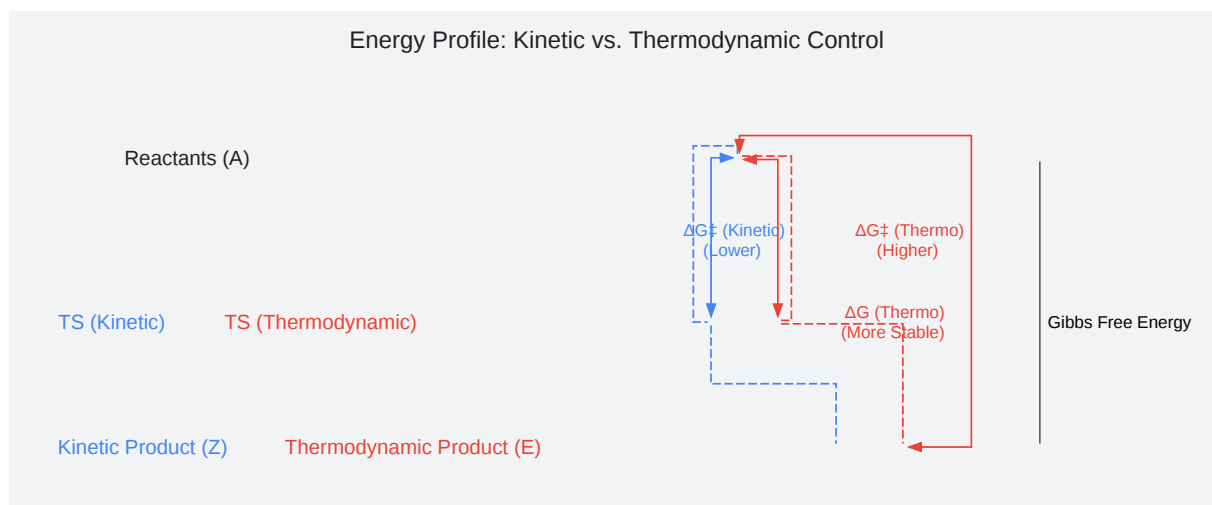 Energy Profile: Kinetic vs. Thermodynamic Control
Reactants (A)
ΔG‡ (Kinetic)
(Lower)
ΔG‡ (Thermo)
(Higher)
TS (Kinetic)
TS (Thermodynamic)
ΔG (Thermo)
(More Stable)
Gibbs Free Energy
Kinetic Product (Z)
Thermodynamic Product (E)